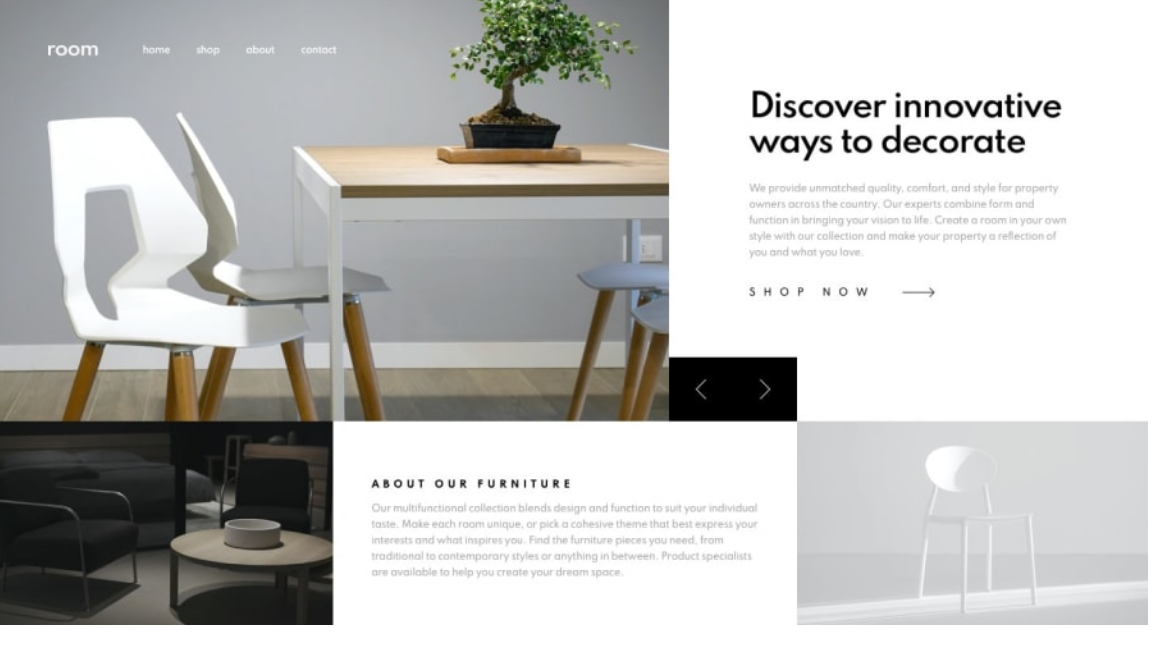 room
home shop about contact
Discover innovative
ways to decorate
We provide unmatched quality, comfort, and style for property
owners across the country. Our experts combine form and
function in bringing your vision to life. Create a room in your own
style with our collection and make your property a reflection of
you and what you love.
SHOP NOW
ABOUT OUR FURNITURE
Our multifunctional collection blends design and function to suit your individual
taste. Make each room unique, or pick a cohesive theme that best express your
interests and what inspires you. Find the furniture pieces you need, from
traditional to contemporary styles or anything in between. Product specialists
are available to help you create your dream space.